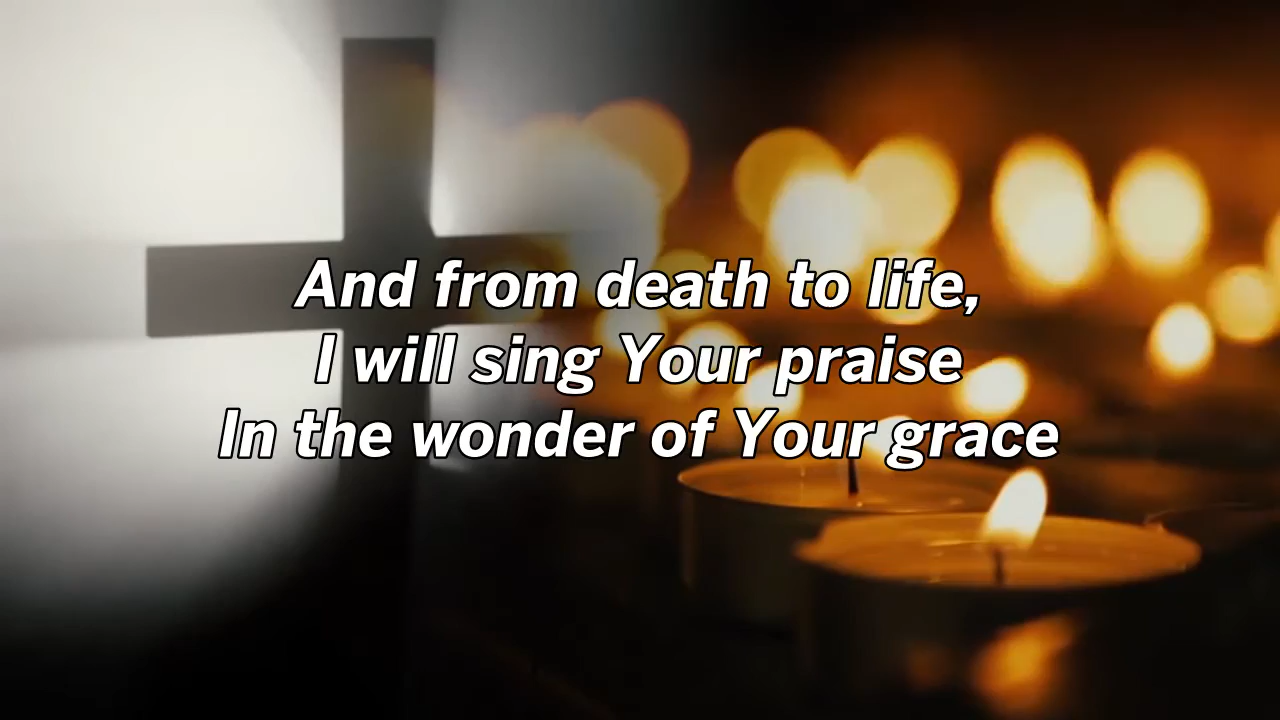 And from death to life,
I will sing Your praise
In the wonder of Your grace